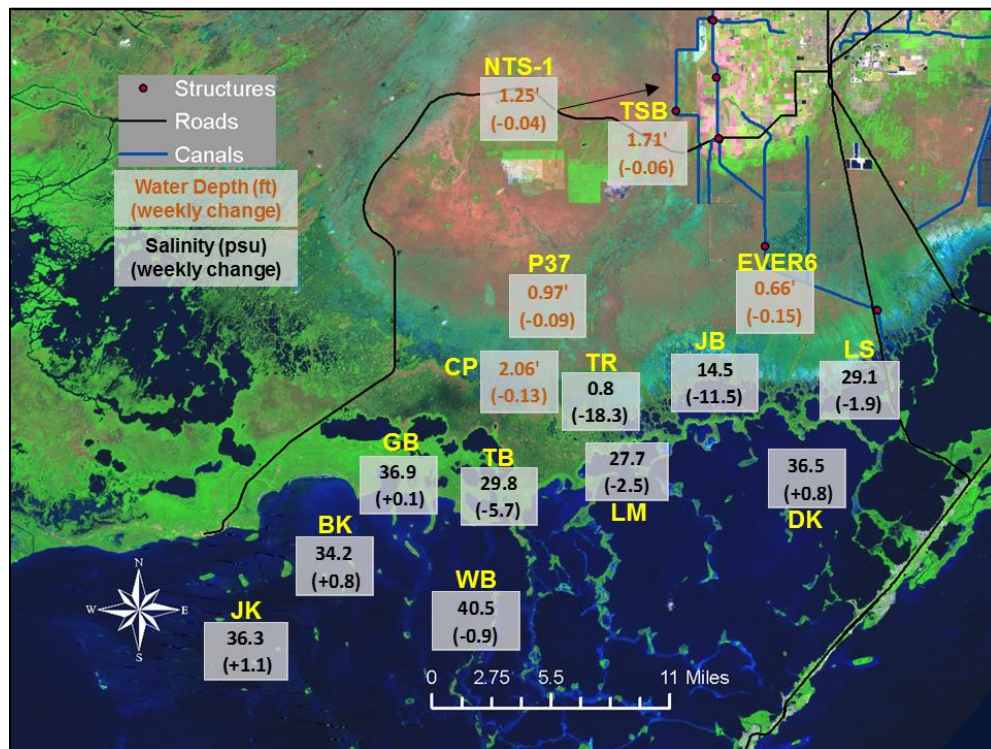 NTS-1
1.25'
(-0.04)
TSB
1.71'
(-0.06)
Structures
Roads
Canals
Water Depth (ft)
(weekly change)
Salinity (psu)
(weekly change)
P37
0.97'
(-0.09)
EVER6
0.66'
(-0.15)
CP
2.06'
(-0.13)
TR
0.8
(-18.3)
JB
14.5
(-11.5)
LS
29.1
(-1.9)
GB
36.9
(+0.1)
TB
29.8
(-5.7)
27.7
(-2.5)
LM
36.5
(+0.8)
DK
BK
34.2
(+0.8)
WB
40.5
(-0.9)
JK
36.3
(+1.1)
N
W E
S
0 2.75 5.5 11 Miles